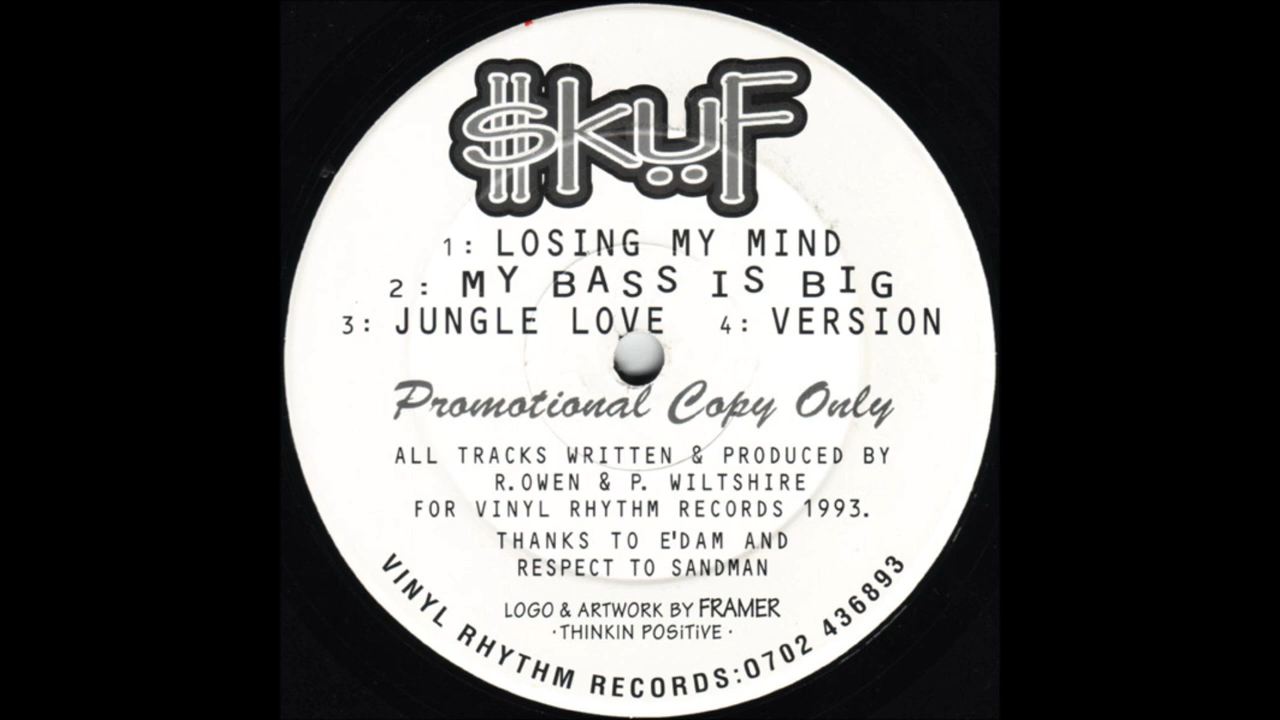 $kuF
1: LOSING MY MIND
2: MY BASS IS BIG
3: JUNGLE LOVE 4: VERSION
Promotional Copy Only
ALL TRACKS WRITTEN & PRODUCED BY
R.OWEN & P. WILTSHIRE
FOR VINYL RHYTHM RECORDS 1993.
THANKS TO E'DAM AND
RESPECT TO SANDMAN
LOGO & ARTWORK BY FRAMER
·THINKIN POSiTiVE·
VINYL RHYTHM RECORDS:0702 436893